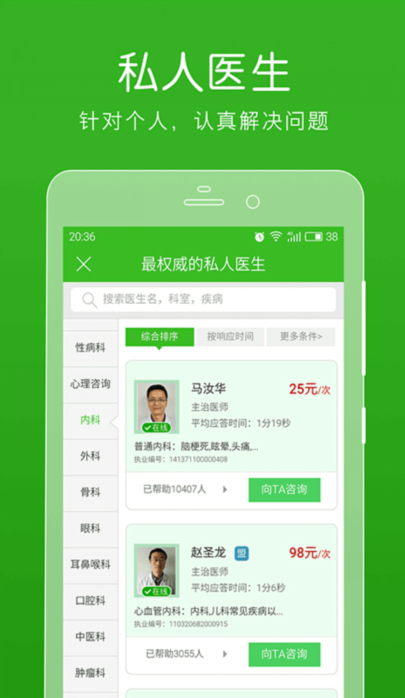 私人医生
针对个人，认真解决问题
20:36
38
最权威的私人医生
搜索医生名，科室，疾病
性病科
心理咨询
内科
外科
骨科
眼科
耳鼻喉科
口腔科
中医科
肿瘤科
综合排序 按响应时间 更多条件>
马汝华 25元/次
主治医师
平均应答时间：1分19秒
在线
普通内科：脑梗死,眩晕,头痛,...
执业编号：141371100000408
已帮助10407人 向TA咨询
赵圣龙 盟 98元/次
主治医师
平均应答时间：1分6秒
在线
心血管内科：内科,儿科常见疾病以...
执业编号：110320682000915
已帮助3055人 向TA咨询